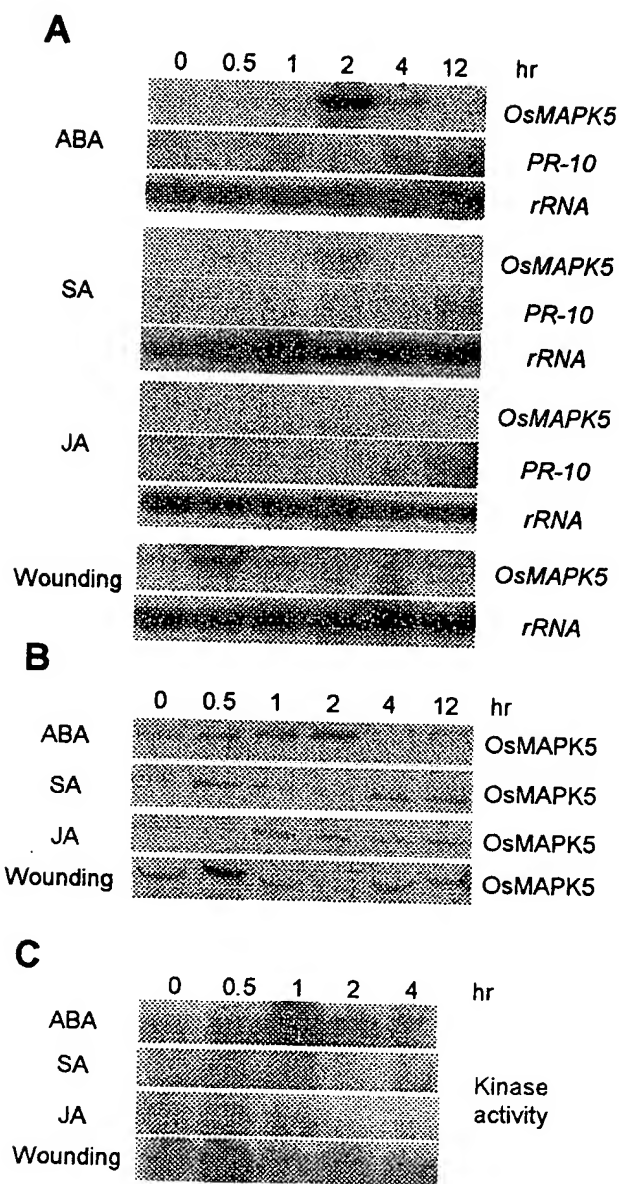 A
0 0.5 1 2 4 12 hr
OsMAPK5
ABA
PR-10
rRNA
OsMAPK5
SA
PR-10
rRNA
OsMAPK5
JA
PR-10
rRNA
Wounding OsMAPK5
rRNA
B
0 0.5 1 2 4 12 hr
ABA OsMAPK5
SA OsMAPK5
JA OsMAPK5
Wounding OsMAPK5
C
0 0.5 1 2 4 hr
ABA
SA
Kinase
activity
JA
Wounding